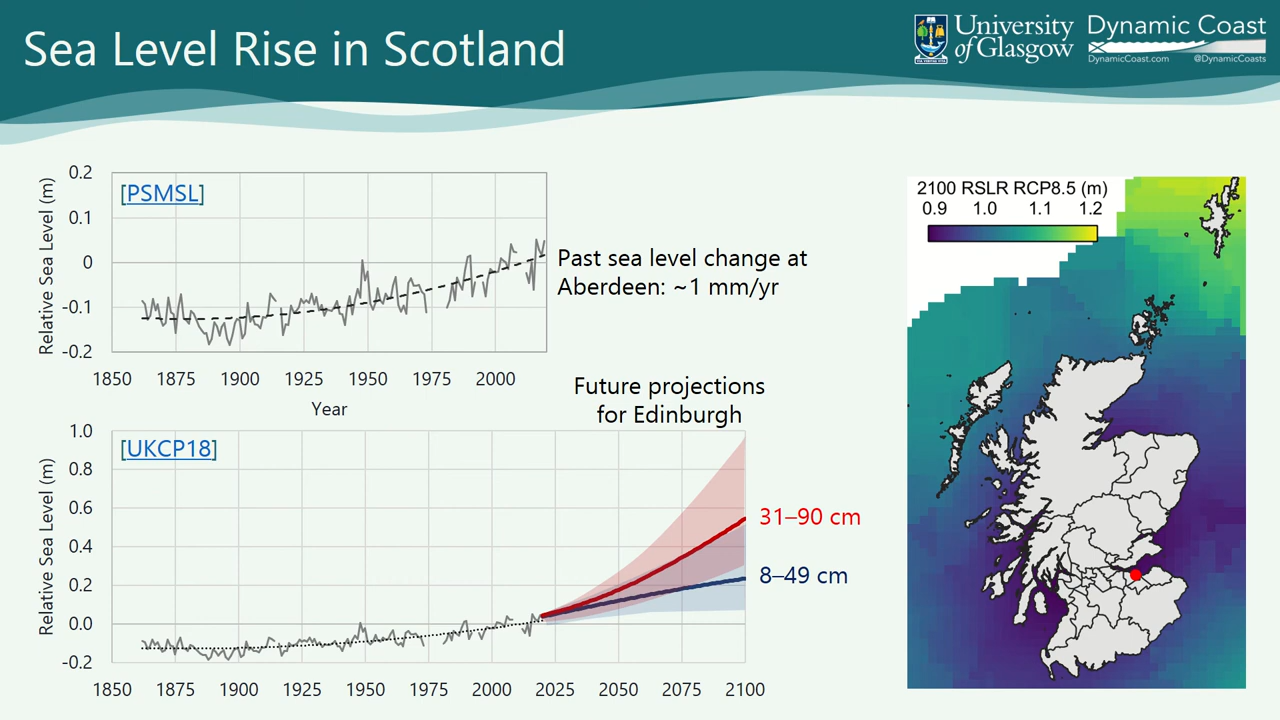 Sea Level Rise in Scotland
University
of Glasgow
Dynamic Coast
DynamicCoast.com
@DynamicCoasts
Relative Sea Level (m)
0.2
0.1
0
-0.1
-0.2
[PSMSL]
1850 1875 1900 1925 1950 1975 2000
Year
Past sea level change at
Aberdeen: ~1 mm/yr
Future projections
for Edinburgh
Relative Sea Level (m)
1.0
0.8
0.6
0.4
0.2
0.0
-0.2
[UKCP18]
31–90 cm
8–49 cm
1850 1875 1900 1925 1950 1975 2000 2025 2050 2075 2100
2100 RSLR RCP8.5 (m)
0.9 1.0 1.1 1.2